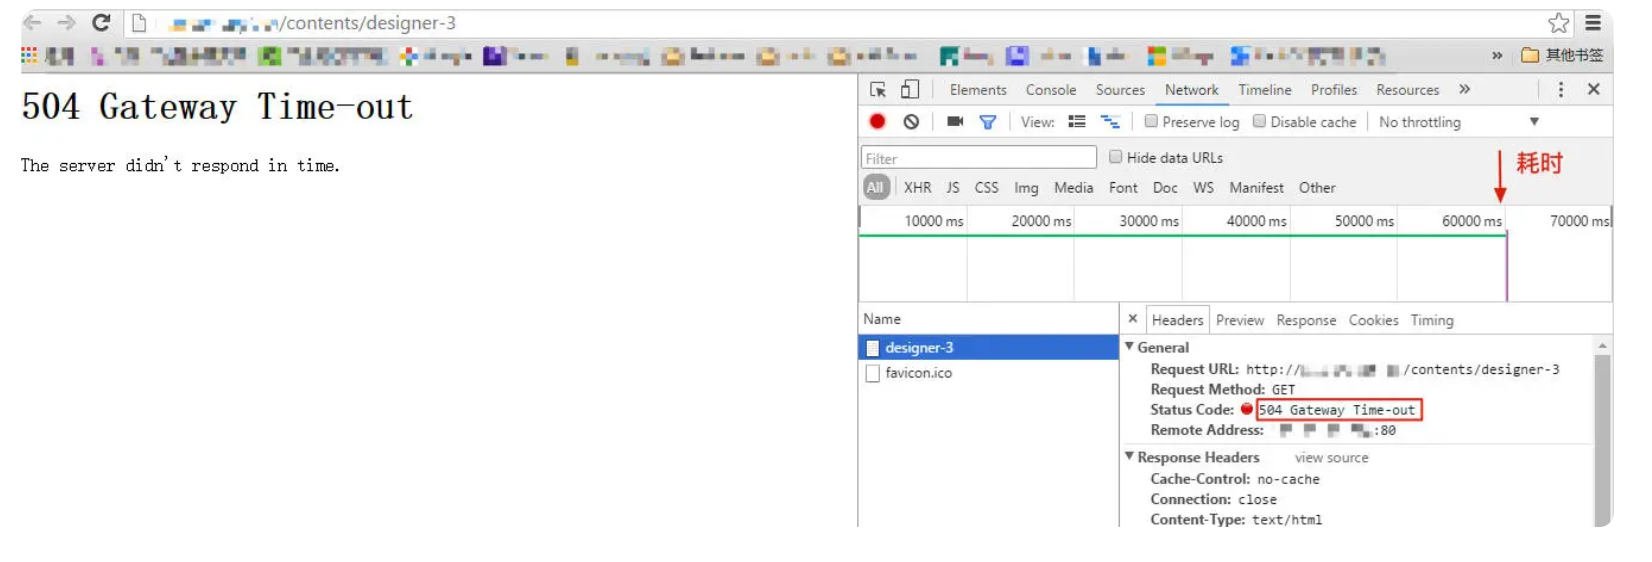 /contents/designer-3
» 其他书签
504 Gateway Time-out
The server didn't respond in time.
Elements Console Sources Network Timeline Profiles Resources »
View: Preserve log Disable cache No throttling
Filter Hide data URLs
耗时
All XHR JS CSS Img Media Font Doc WS Manifest Other
10000 ms 20000 ms 30000 ms 40000 ms 50000 ms 60000 ms 70000 ms
Name
designer-3
favicon.ico
× Headers Preview Response Cookies Timing
General
Request URL: http:// /contents/designer-3
Request Method: GET
Status Code: 504 Gateway Time-out
Remote Address: :80
Response Headers view source
Cache-Control: no-cache
Connection: close
Content-Type: text/html